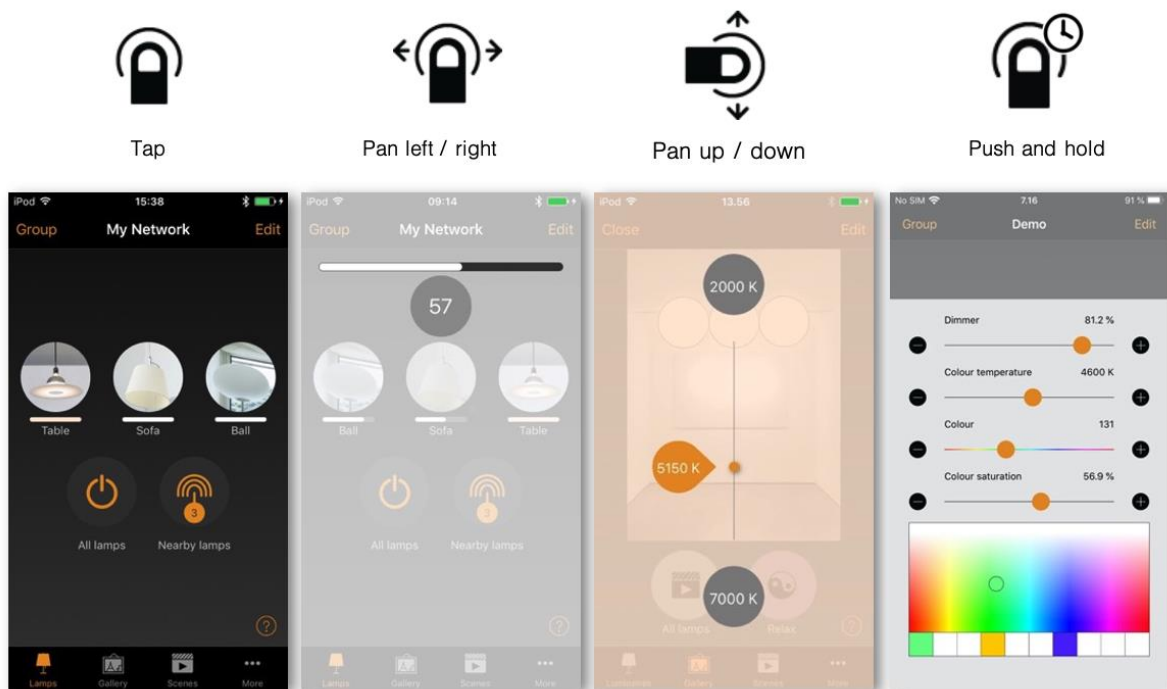 Tap
Pan left / right
Pan up / down
Push and hold
iPod 15:38
Group My Network Edit
Table Sofa Ball
3
All lamps Nearby lamps
?
Lamps Gallery Scenes More
iPod 09:14
Group My Network Edit
57
Ball Sofa Table
3
All lamps Nearby lamps
?
Lamps Gallery Scenes More
iPod 13.56
Close Edit
2000 K
5150 K
7000 K
All lamps Relax
?
Gallery Scenes More
No SIM 7.16 91 %
Group Demo Edit
Dimmer 81.2 %
Colour temperature 4600 K
Colour 131
Colour saturation 56.9 %